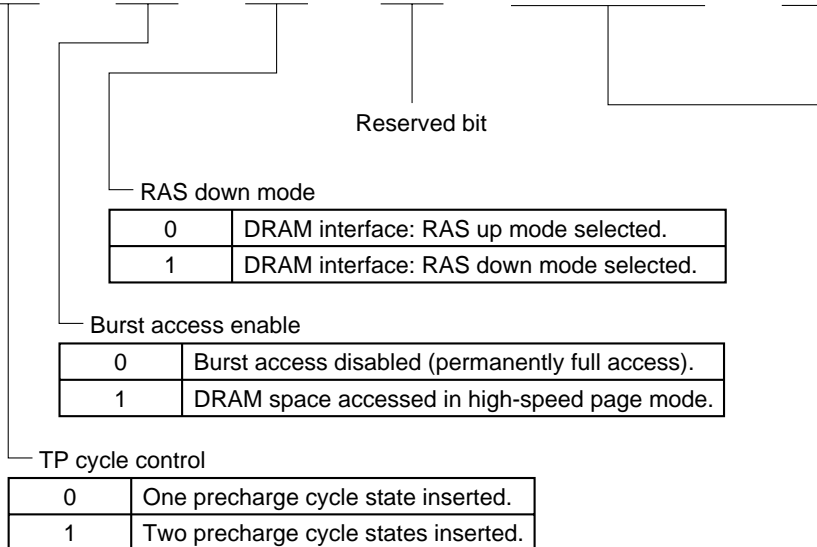 Reserved bit
RAS down mode
0 DRAM interface: RAS up mode selected.
1 DRAM interface: RAS down mode selected.
Burst access enable
0 Burst access disabled (permanently full access).
1 DRAM space accessed in high-speed page mode.
TP cycle control
0 One precharge cycle state inserted.
1 Two precharge cycle states inserted.